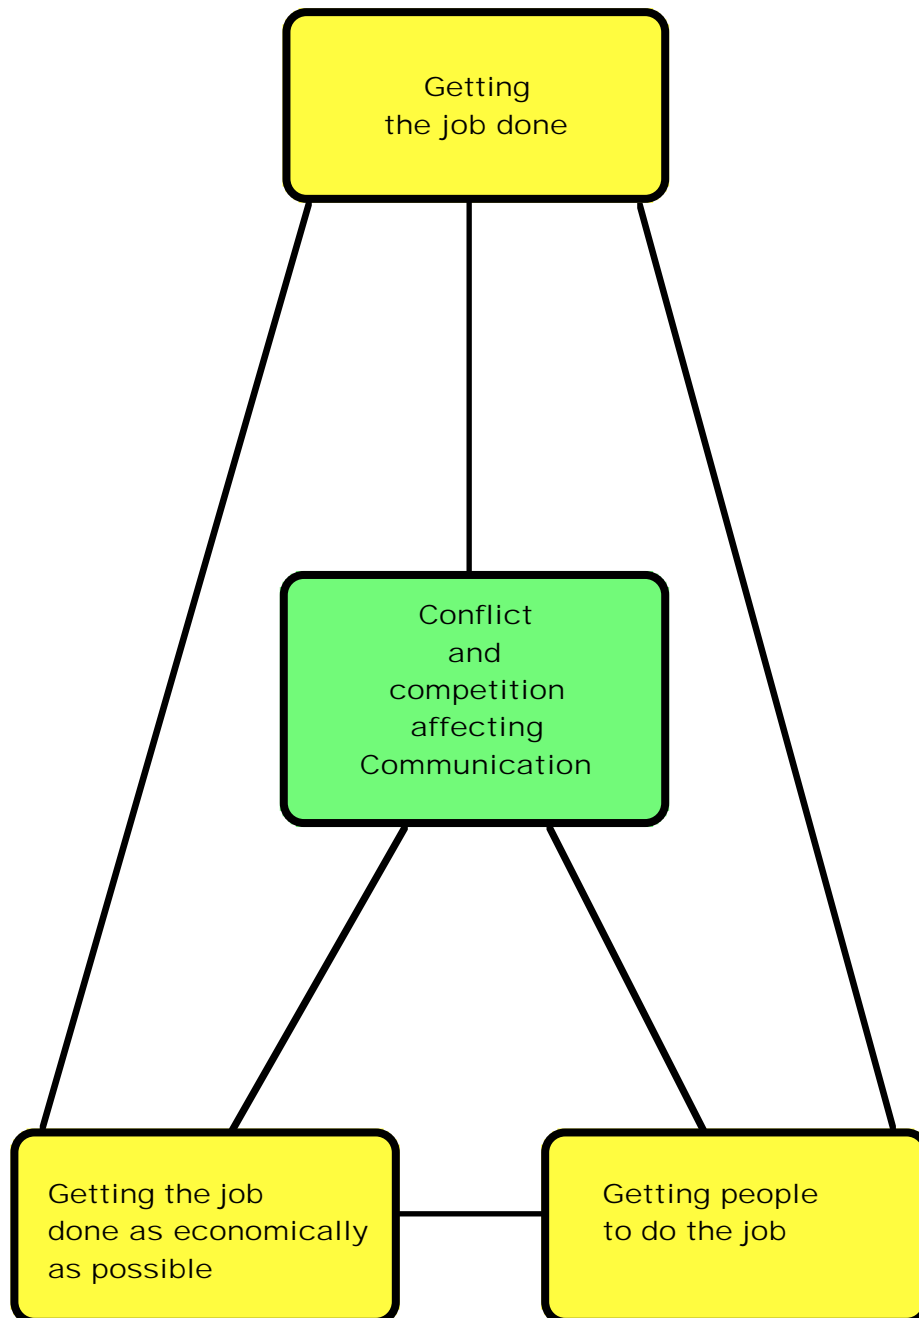 Getting
the job done
Conflict
and
competition
affecting
Communication
Getting the job
done as economically
as possible
Getting people
to do the job